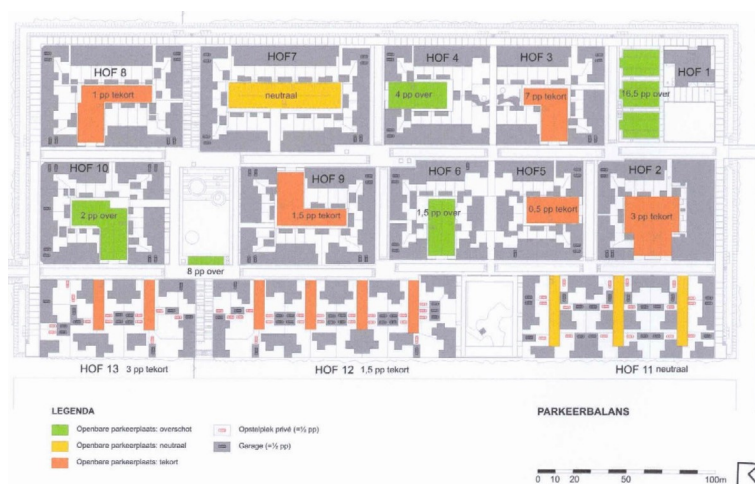 HOF 8
1 pp tekort
HOF7
neutraal
HOF 4
4 pp over
HOF 3
7 pp tekort
HOF 1
16,5 pp over
HOF 10
2 pp over
8 pp over
HOF 9
1,5 pp tekort
HOF 6
1,5 pp over
HOF5
0,5 pp tekort
HOF 2
3 pp tekort
HOF 13 3 pp tekort
HOF 12 1,5 pp tekort
HOF 11 neutraal
LEGENDA
Openbare parkeerplaats: overschot
Openbare parkeerplaats: neutraal
Openbare parkeerplaats: tekort
Opstelplek privé (=½ pp)
Garage (=½ pp)
PARKEERBALANS
0 10 20 50 100m